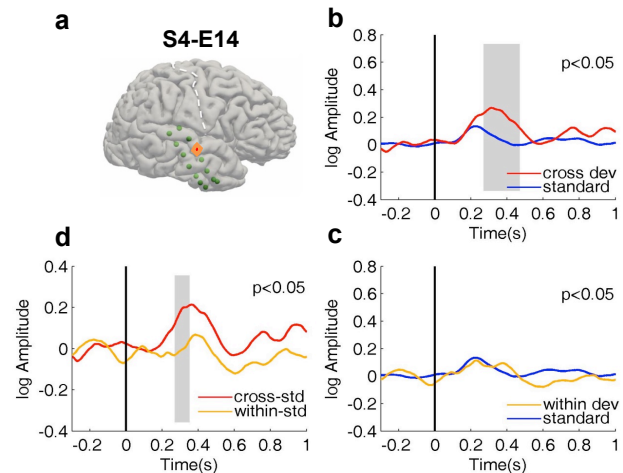 a
S4-E14
b
0.8
0.6
0.4
0.2
0
-0.2
-0.4
log Amplitude
p<0.05
cross dev
standard
-0.2 0 0.2 0.4 0.6 0.8 1
Time(s)
d
0.4
0.2
0
-0.2
-0.4
log Amplitude
p<0.05
cross-std
within-std
-0.2 0 0.2 0.4 0.6 0.8 1
Time(s)
c
0.8
0.6
0.4
0.2
0
-0.2
-0.4
log Amplitude
p<0.05
within dev
standard
-0.2 0 0.2 0.4 0.6 0.8 1
Time(s)